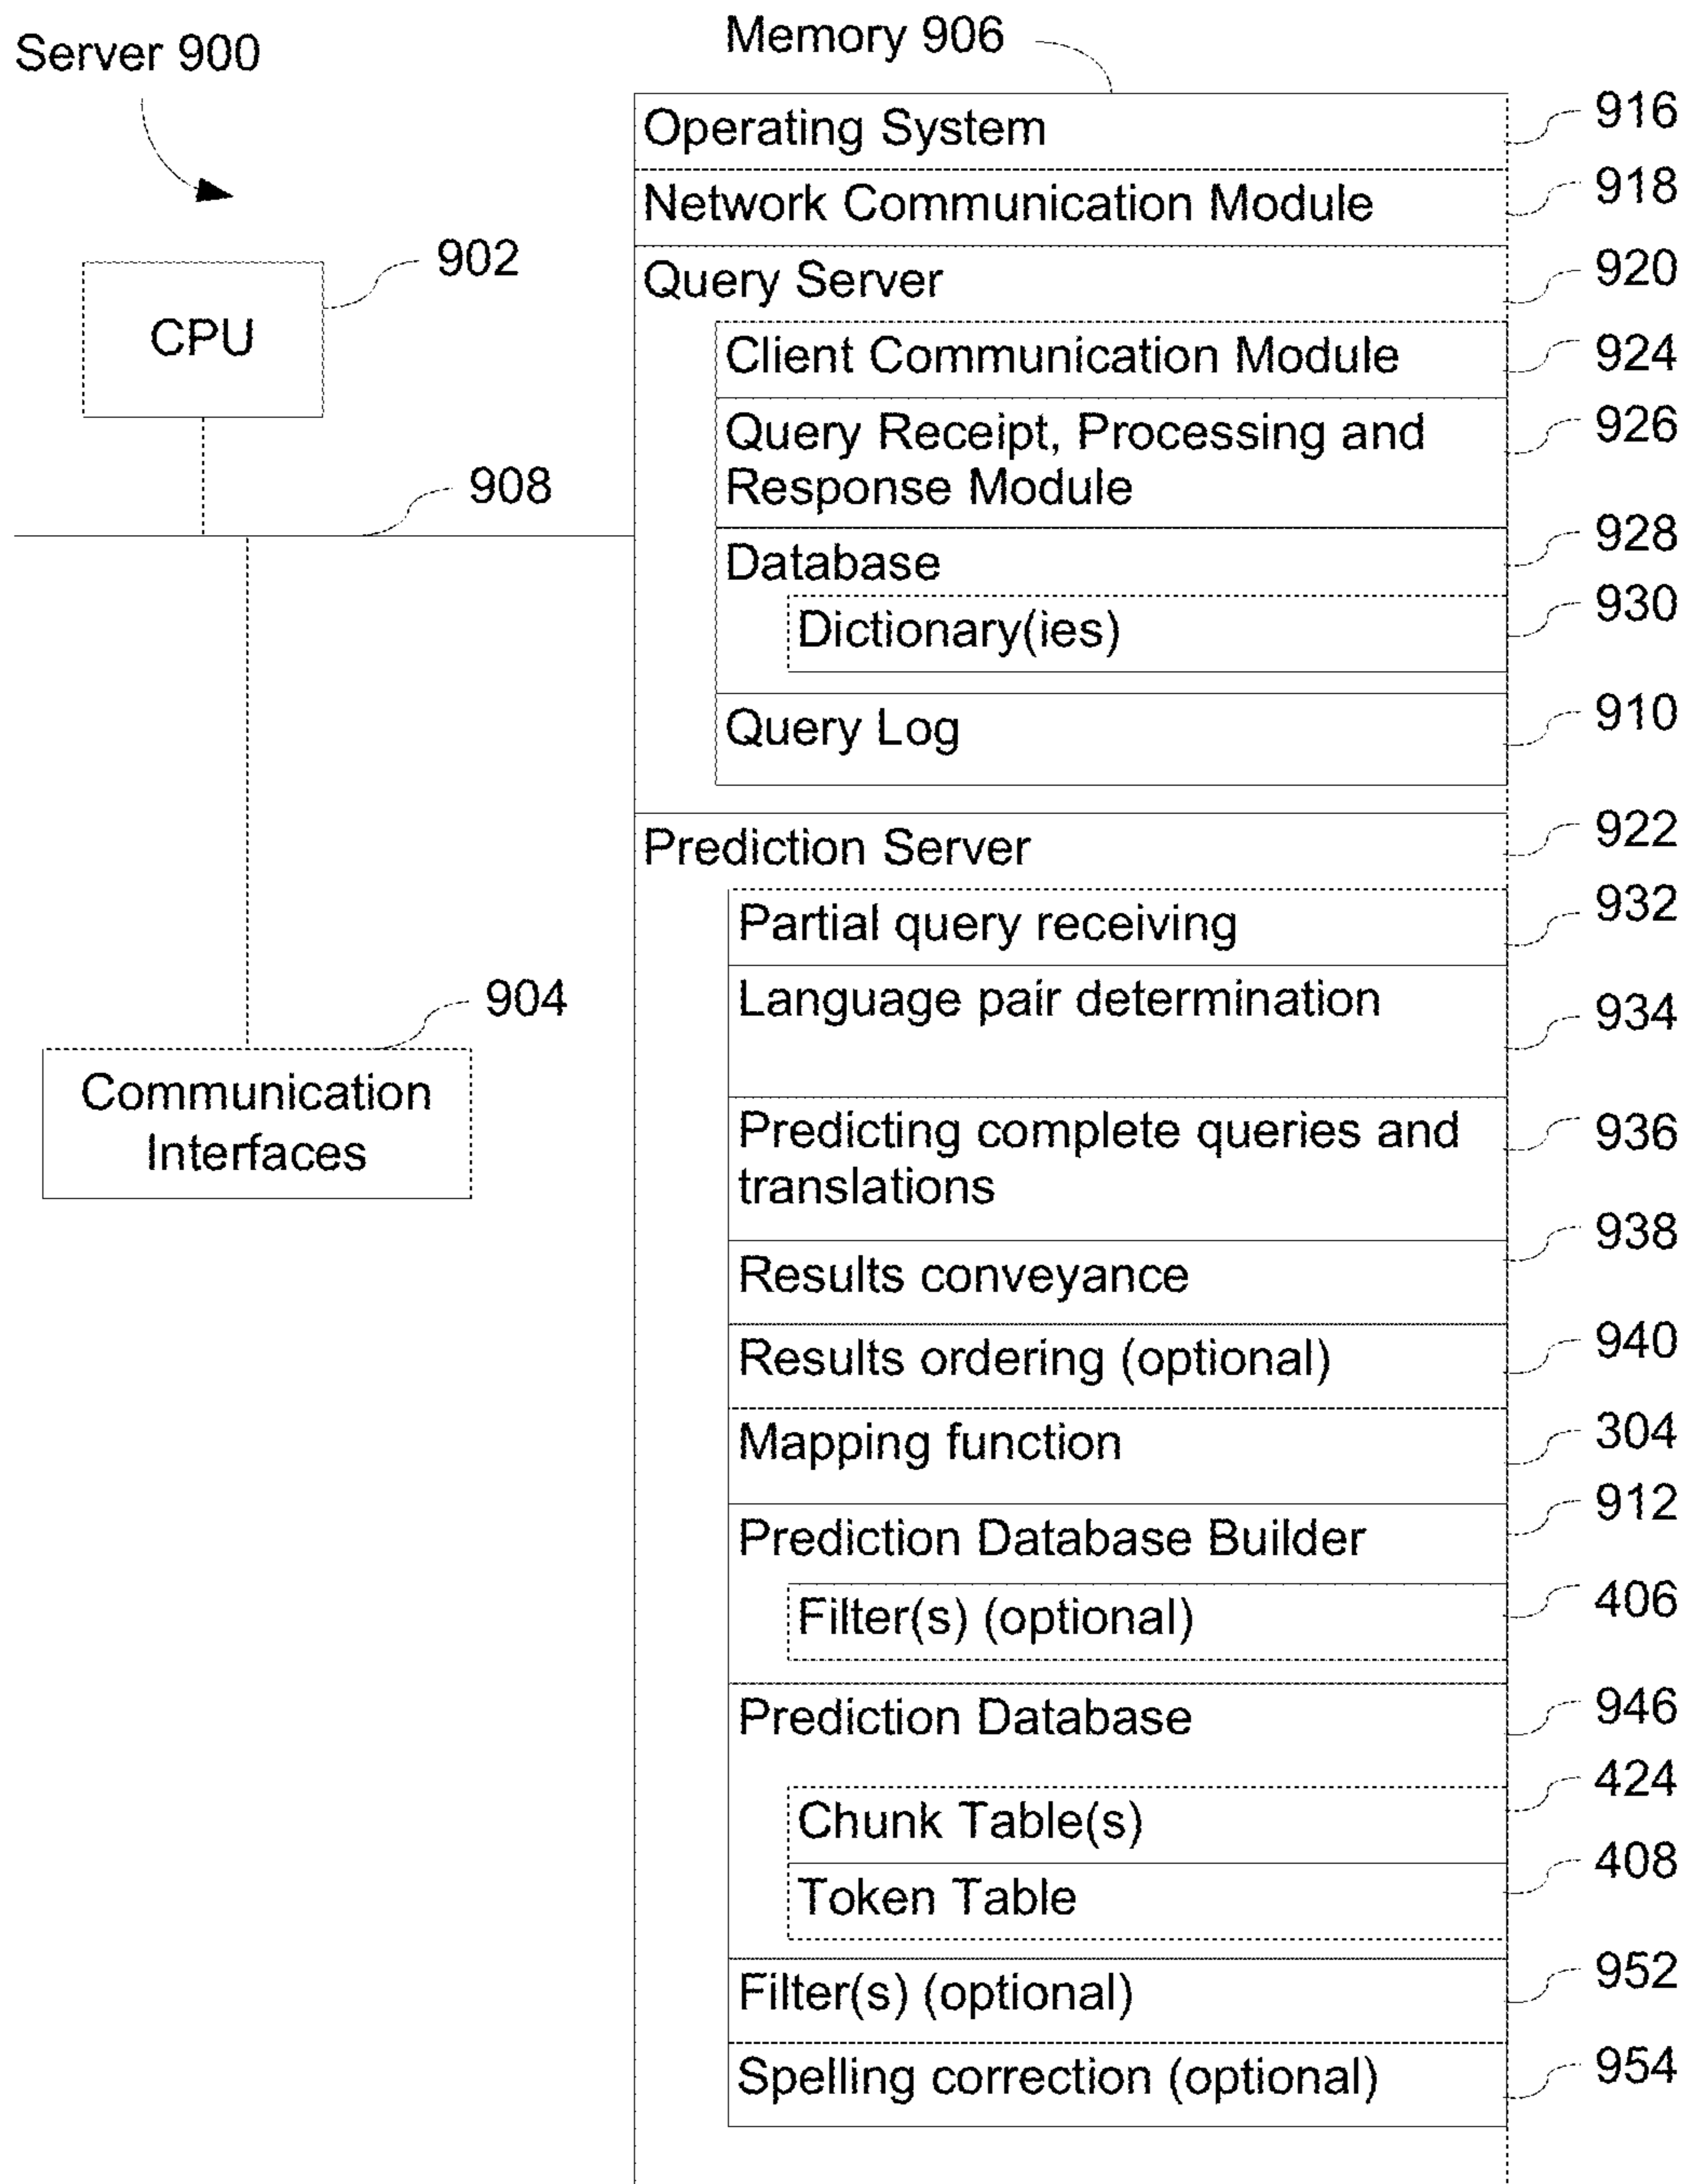 Server 900
Memory 906
Operating System 916
Network Communication Module 918
902
CPU
Query Server 920
Client Communication Module 924
Query Receipt, Processing and 926
Response Module
908
Database 928
Dictionary(ies) 930
Query Log 910
Prediction Server 922
Partial query receiving 932
Language pair determination 934
904
Communication
Interfaces
Predicting complete queries and 936
translations
Results conveyance 938
Results ordering (optional) 940
Mapping function 304
Prediction Database Builder 912
Filter(s) (optional) 406
Prediction Database 946
Chunk Table(s) 424
Token Table 408
Filter(s) (optional) 952
Spelling correction (optional) 954